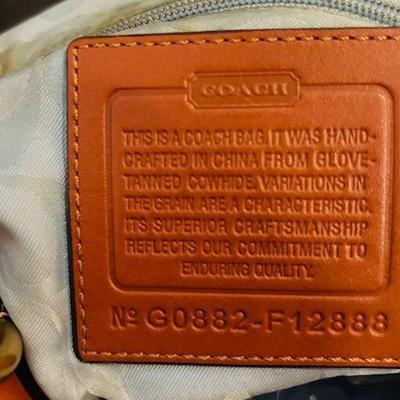 COACH
THIS IS A COACH BAG. IT WAS HAND-
CRAFTED IN CHINA FROM GLOVE-
TANNED COWHIDE. VARIATIONS IN
THE GRAIN ARE A CHARACTERISTIC.
ITS SUPERIOR CRAFTSMANSHIP
REFLECTS OUR COMMITMENT TO
ENDURING QUALITY.
No G0882-F12888